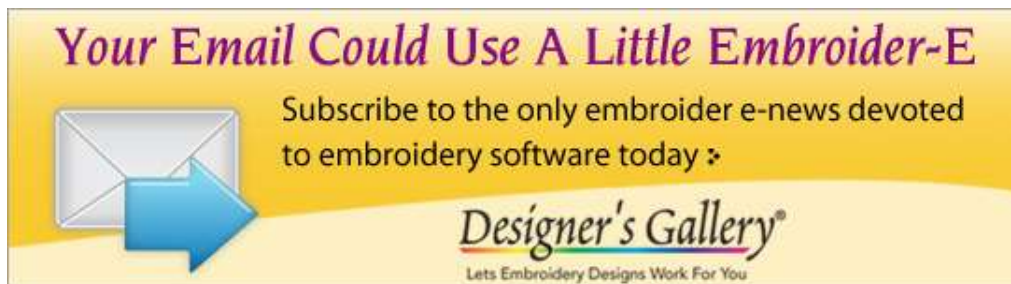 Your Email Could Use A Little Embroider-E
Subscribe to the only embroider e-news devoted
to embroidery software today :·
Designer's Gallery®
Lets Embroidery Designs Work For You